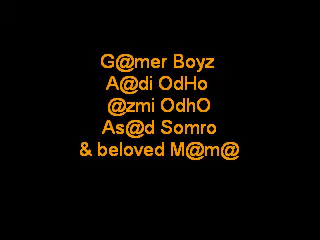 G@mer Boyz
A@di OdHo
@zmi OdhO
As@d Somro
& beloved M@m@